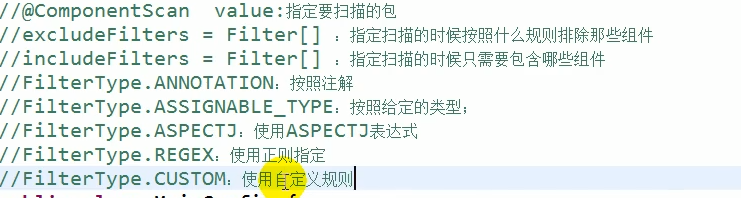 //@ComponentScan  value:指定要扫描的包
//excludeFilters = Filter[] ：指定扫描的时候按照什么规则排除那些组件
//includeFilters = Filter[] ：指定扫描的时候只需要包含哪些组件
//FilterType.ANNOTATION：按照注解
//FilterType.ASSIGNABLE_TYPE：按照给定的类型；
//FilterType.ASPECTJ：使用ASPECTJ表达式
//FilterType.REGEX：使用正则指定
//FilterType.CUSTOM：使用自定义规则